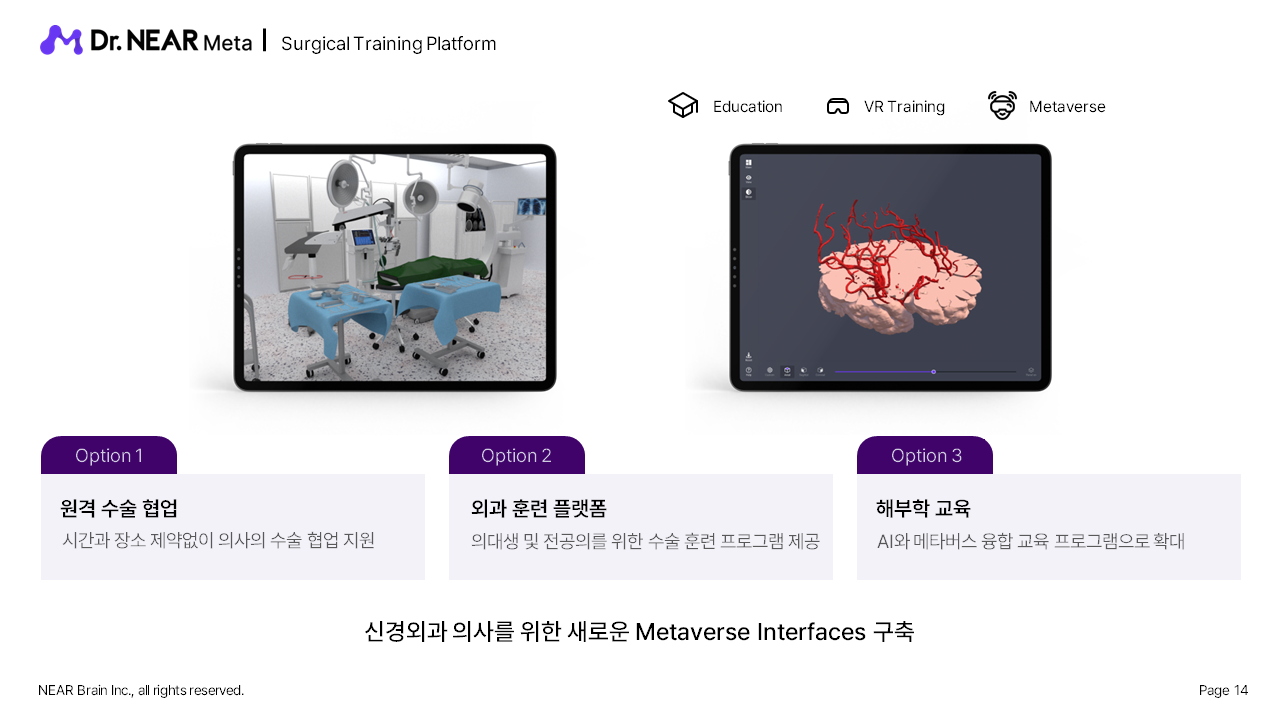 Dr. NEAR Meta
Surgical Training Platform
Education
VR Training
Metaverse
Option 1
원격 수술 협업
시간과 장소 제약없이 의사의 수술 협업 지원
Option 2
외과 훈련 플랫폼
의대생 및 전공의를 위한 수술 훈련 프로그램 제공
Option 3
해부학 교육
AI와 메타버스 융합 교육 프로그램으로 확대
신경외과 의사를 위한 새로운 Metaverse Interfaces 구축
NEAR Brain Inc., all rights reserved.
Page 14